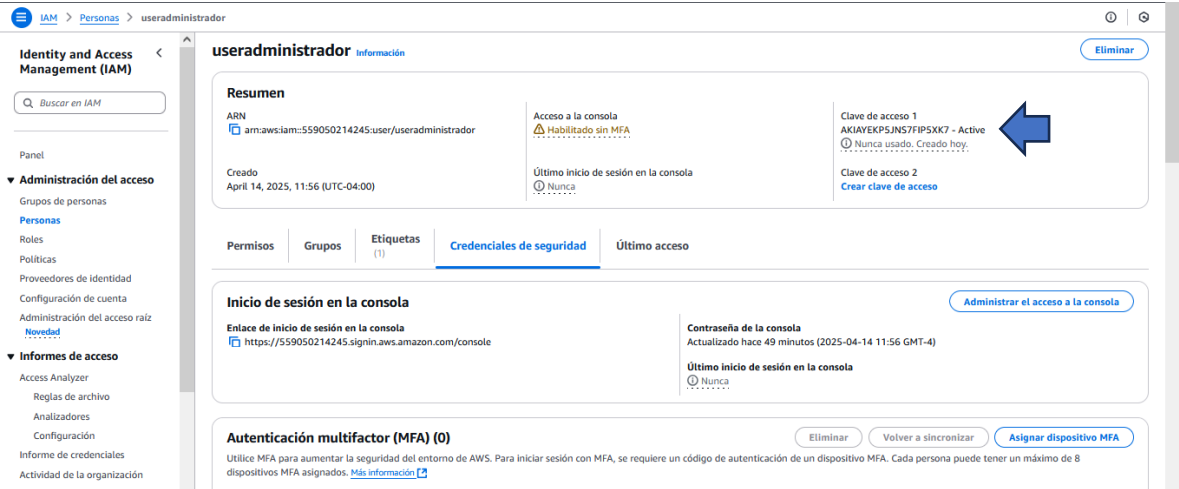 IAM > Personas > useradministrador
Identity and Access
Management (IAM)
Buscar en IAM
Panel
Administración del acceso
Grupos de personas
Personas
Roles
Políticas
Proveedores de identidad
Configuración de cuenta
Administración del acceso raíz
Novedad
Informes de acceso
Access Analyzer
Reglas de archivo
Analizadores
Configuración
Informe de credenciales
Actividad de la organización
useradministrador Información
Eliminar
Resumen
ARN
arn:aws:iam::559050214245:user/useradministrador
Creado
April 14, 2025, 11:56 (UTC-04:00)
Acceso a la consola
Habilitado sin MFA
Último inicio de sesión en la consola
Nunca
Clave de acceso 1
AKIAYEKP5JNS7FIP5XK7 - Active
Nunca usado. Creado hoy.
Clave de acceso 2
Crear clave de acceso
Permisos
Grupos
Etiquetas
(1)
Credenciales de seguridad
Último acceso
Inicio de sesión en la consola
Administrar el acceso a la consola
Enlace de inicio de sesión en la consola
https://559050214245.signin.aws.amazon.com/console
Contraseña de la consola
Actualizado hace 49 minutos (2025-04-14 11:56 GMT-4)
Último inicio de sesión en la consola
Nunca
Autenticación multifactor (MFA) (0)
Eliminar
Volver a sincronizar
Asignar dispositivo MFA
Utilice MFA para aumentar la seguridad del entorno de AWS. Para iniciar sesión con MFA, se requiere un código de autenticación de un dispositivo MFA. Cada persona puede tener un máximo de 8
dispositivos MFA asignados. Más información